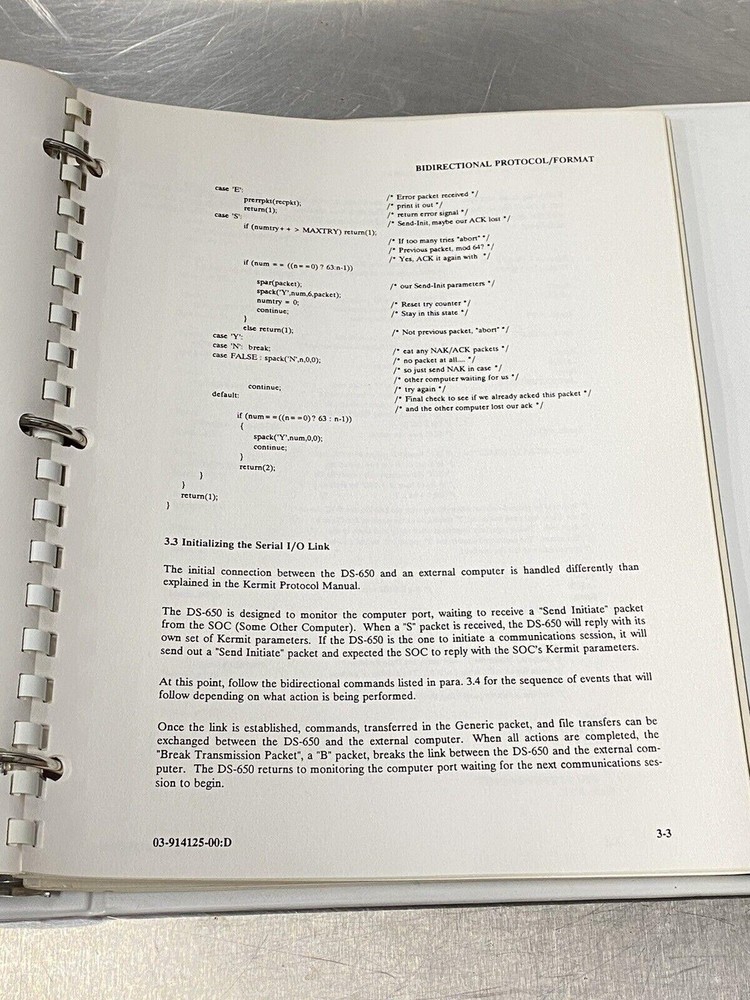 BIDIRECTIONAL PROTOCOL/FORMAT
case 'E': /* Error packet received */
prerrpkt(recpkt); /* print it out */
return(1); /* return error signal */
case 'S': /* Send-Init, maybe our ACK lost */
if (numtry++ > MAXTRY) return(1);
/* If too many tries "abort" */
/* Previous packet, mod 64? */
/* Yes, ACK it again with */
if (num == ((n==0) ? 63:n-1))
spar(packet); /* our Send-Init parameters */
spack('Y',num,6,packet);
numtry = 0; /* Reset try counter */
continue; /* Stay in this state */
}
else return(1); /* Not previous packet, "abort" */
case 'Y':
case 'N': break; /* eat any NAK/ACK packets */
case FALSE : spack('N',n,0,0); /* no packet at all.... */
/* so just send NAK in case */
/* other computer waiting for us */
continue; /* try again */
default: /* Final check to see if we already acked this packet */
/* and the other computer lost our ack */
if (num==((n==0)? 63 : n-1))
{
spack('Y',num,0,0);
continue;
}
return(2);
}
}
return(1);
}
3.3 Initializing the Serial I/O Link
The initial connection between the DS-650 and an external computer is handled differently than
explained in the Kermit Protocol Manual.
The DS-650 is designed to monitor the computer port, waiting to receive a "Send Initiate" packet
from the SOC (Some Other Computer). When a "S" packet is received, the DS-650 will reply with its
own set of Kermit parameters. If the DS-650 is the one to initiate a communications session, it will
send out a "Send Initiate" packet and expected the SOC to reply with the SOC's Kermit parameters.
At this point, follow the bidirectional commands listed in para. 3.4 for the sequence of events that will
follow depending on what action is being performed.
Once the link is established, commands, transferred in the Generic packet, and file transfers can be
exchanged between the DS-650 and the external computer. When all actions are completed, the
"Break Transmission Packet", a "B" packet, breaks the link between the DS-650 and the external com-
puter. The DS-650 returns to monitoring the computer port waiting for the next communications ses-
sion to begin.
03-914125-00:D
3-3